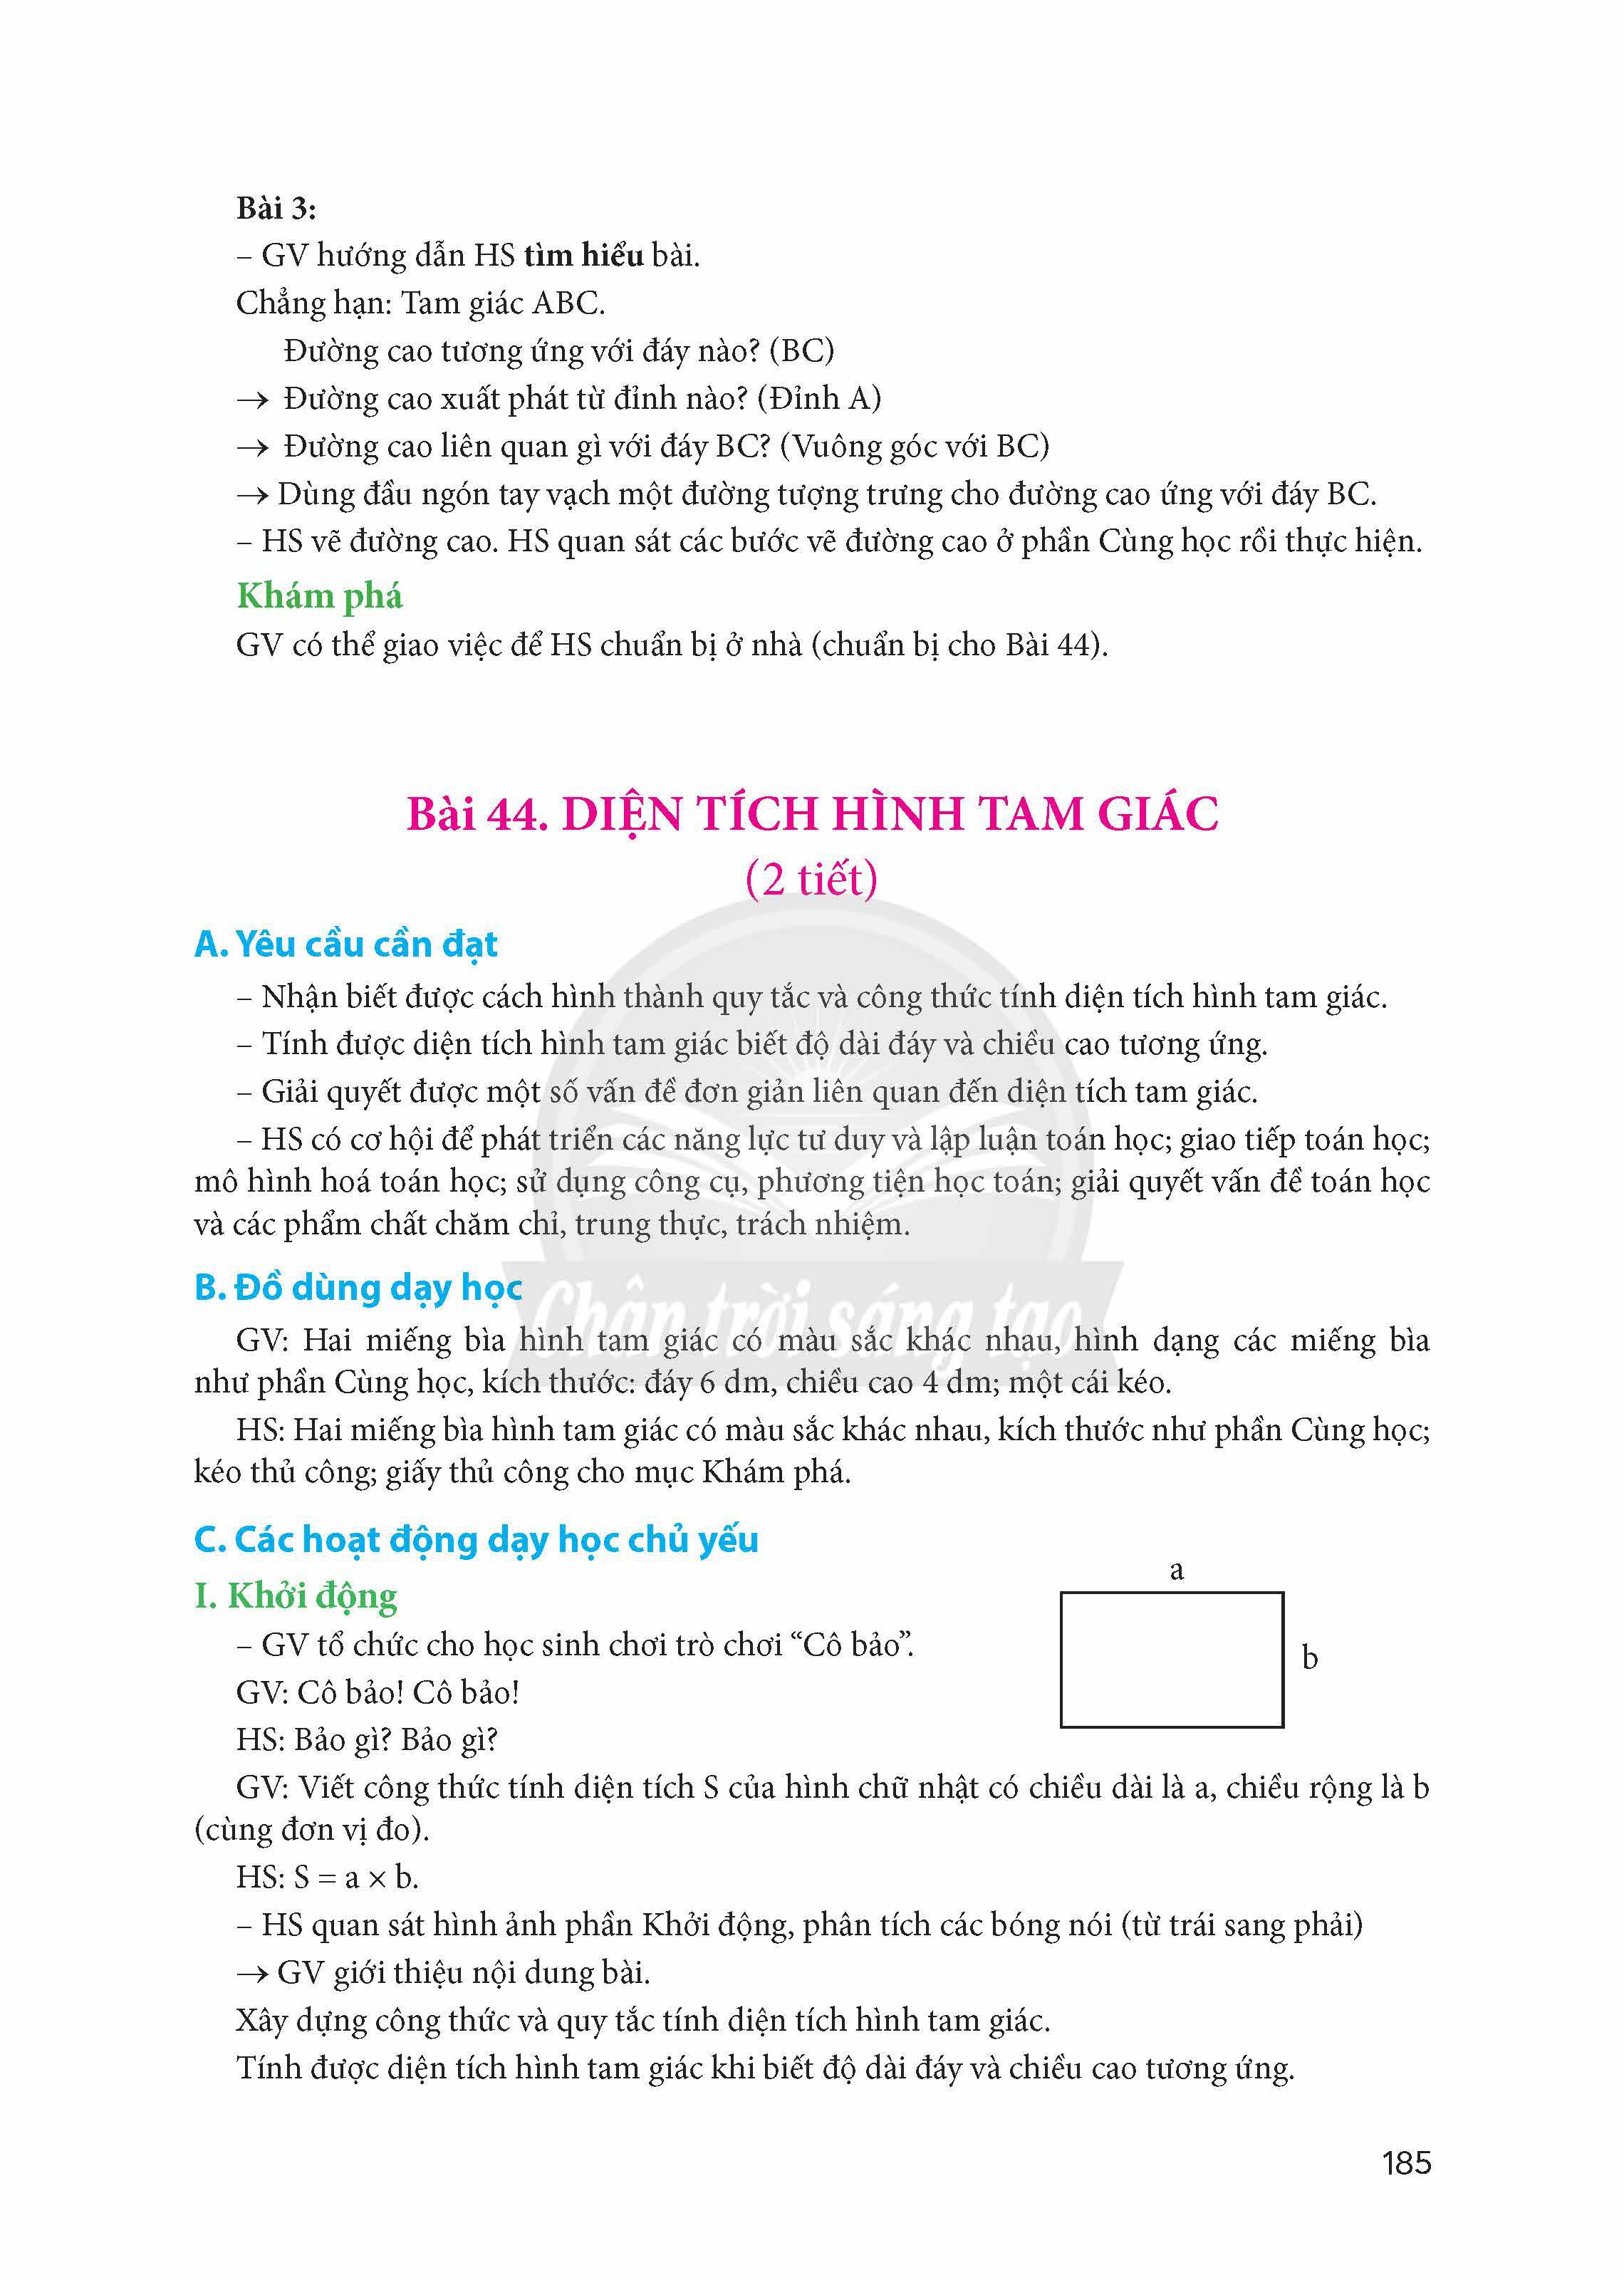 Bài 3:
– GV hướng dẫn HS tìm hiểu bài.
Chẳng hạn: Tam giác ABC.
Đường cao tương ứng với đáy nào? (BC)
→ Đường cao xuất phát từ đỉnh nào? (Đỉnh A)
→ Đường cao liên quan gì với đáy BC? (Vuông góc với BC)
→ Dùng đầu ngón tay vạch một đường tượng trưng cho đường cao ứng với đáy BC.
– HS vẽ đường cao. HS quan sát các bước vẽ đường cao ở phần Cùng học rồi thực hiện.
Khám phá
GV có thể giao việc để HS chuẩn bị ở nhà (chuẩn bị cho Bài 44).
Bài 44. DIỆN TÍCH HÌNH TAM GIÁC
(2 tiết)
A. Yêu cầu cần đạt
– Nhận biết được cách hình thành quy tắc và công thức tính diện tích hình tam giác.
– Tính được diện tích hình tam giác biết độ dài đáy và chiều cao tương ứng.
– Giải quyết được một số vấn đề đơn giản liên quan đến diện tích tam giác.
– HS có cơ hội để phát triển các năng lực tư duy và lập luận toán học; giao tiếp toán học;
mô hình hoá toán học; sử dụng công cụ, phương tiện học toán; giải quyết vấn đề toán học
và các phẩm chất chăm chỉ, trung thực, trách nhiệm.
B. Đồ dùng dạy học
Chân trời sáng tạo
GV: Hai miếng bìa hình tam giác có màu sắc khác nhau, hình dạng các miếng bìa
như phần Cùng học, kích thước: đáy 6 dm, chiều cao 4 dm; một cái kéo.
HS: Hai miếng bìa hình tam giác có màu sắc khác nhau, kích thước như phần Cùng học;
kéo thủ công; giấy thủ công cho mục Khám phá.
C. Các hoạt động dạy học chủ yếu
a
I. Khởi động
– GV tổ chức cho học sinh chơi trò chơi “Cô bảo”.
b
GV: Cô bảo! Cô bảo!
HS: Bảo gì? Bảo gì?
GV: Viết công thức tính diện tích S của hình chữ nhật có chiều dài là a, chiều rộng là b
(cùng đơn vị đo).
HS: S = a × b.
– HS quan sát hình ảnh phần Khởi động, phân tích các bóng nói (từ trái sang phải)
→ GV giới thiệu nội dung bài.
Xây dựng công thức và quy tắc tính diện tích hình tam giác.
Tính được diện tích hình tam giác khi biết độ dài đáy và chiều cao tương ứng.
185